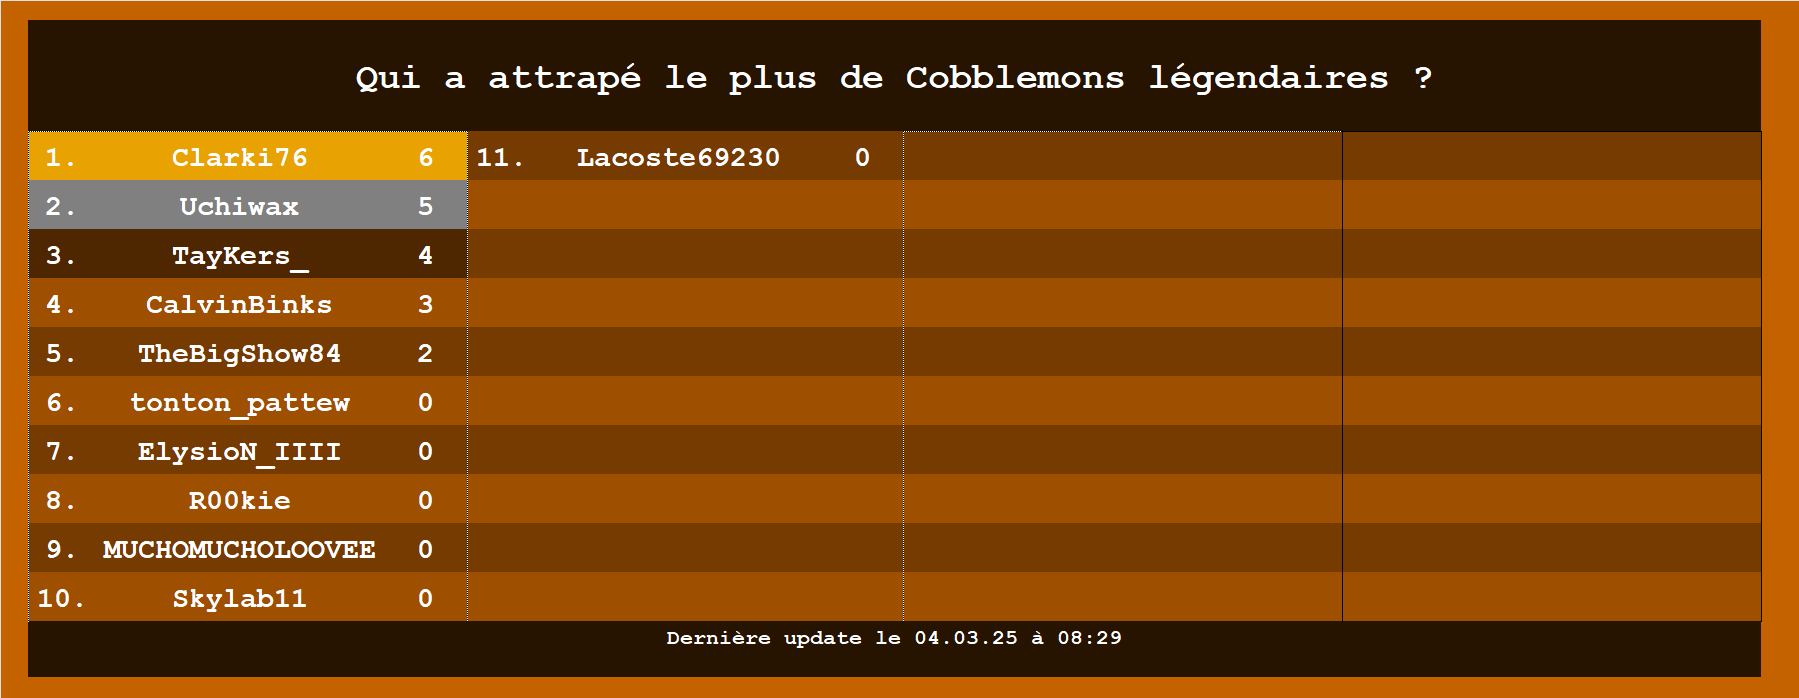 Qui a attrapé le plus de Cobblemons légendaires ?
1. Clarki76 6
2. Uchiwax 5
3. TayKers_ 4
4. CalvinBinks 3
5. TheBigShow84 2
6. tonton_pattew 0
7. ElysioN_IIII 0
8. R00kie 0
9. MUCHOMUCHOLOOVEE 0
10. Skylab11 0
11. Lacoste69230 0
Dernière update le 04.03.25 à 08:29